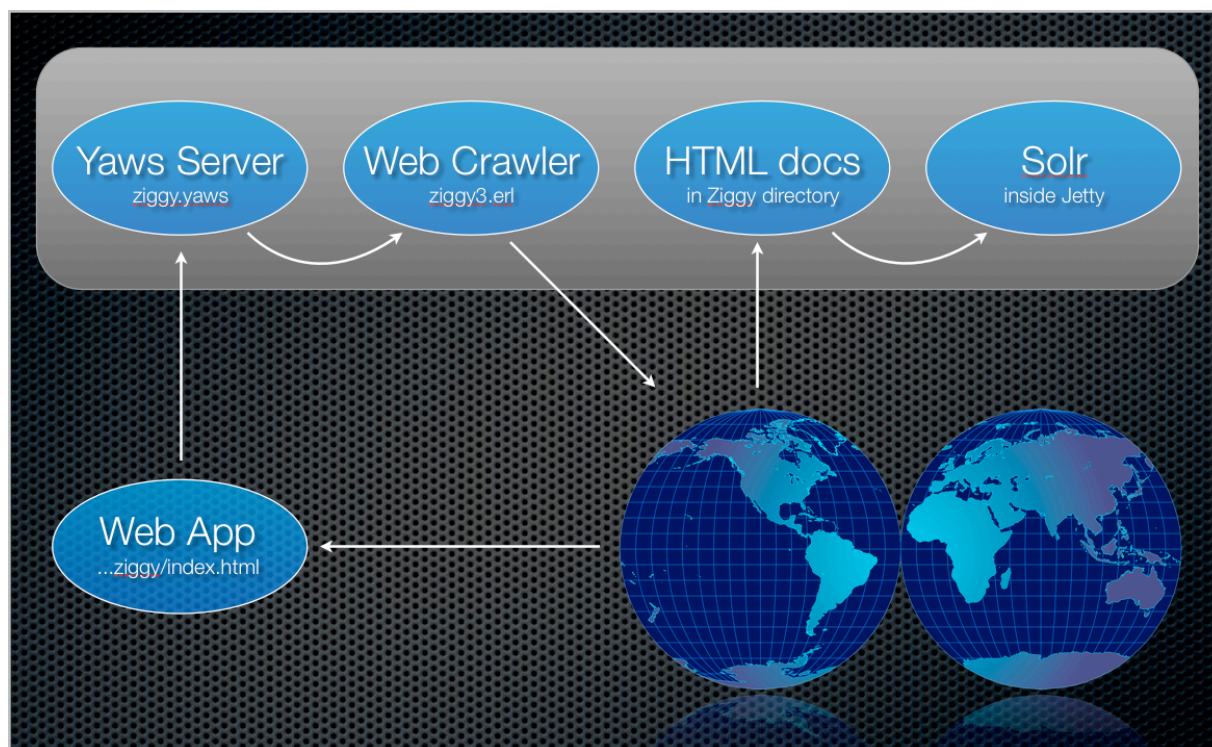 Yaws Server
ziggy.yaws
Web Crawler
ziggy3.erl
HTML docs
in Ziggy directory
Solr
inside Jetty
Web App
...ziggy/index.html